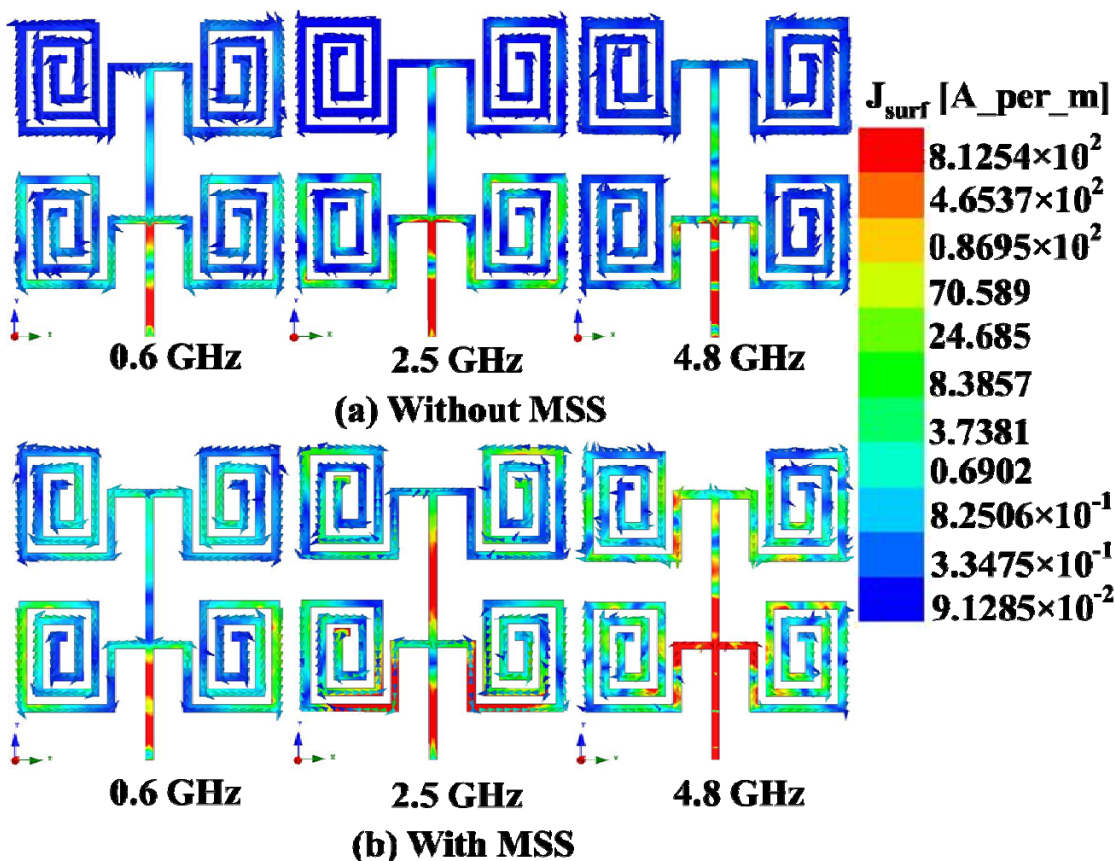 J_surf [A_per_m]
8.1254×10^2
4.6537×10^2
0.8695×10^2
70.589
24.685
8.3857
3.7381
0.6902
8.2506×10^-1
3.3475×10^-1
9.1285×10^-2
0.6 GHz
2.5 GHz
4.8 GHz
(a) Without MSS
0.6 GHz
2.5 GHz
4.8 GHz
(b) With MSS